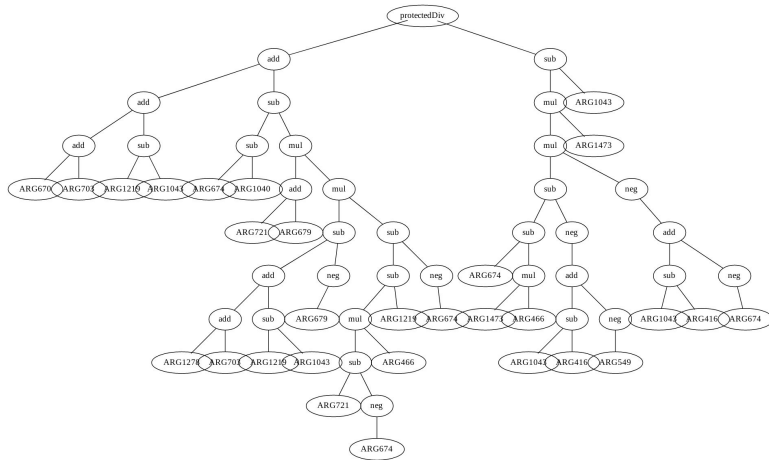 protectedDiv
add sub
add sub mul ARG1043
add sub sub mul mul ARG1473
ARG670 ARG703 ARG1219 ARG1043 ARG674 ARG1040 add mul sub neg
ARG721 ARG679 sub sub sub neg add
add neg sub neg ARG674 mul add sub neg
add sub ARG679 mul ARG1219 ARG674 ARG1473 ARG466 sub neg ARG1043 ARG416 ARG674
ARG1278 ARG703 ARG1219 ARG1043 sub ARG466 ARG1043 ARG416 ARG549
ARG721 neg
ARG674